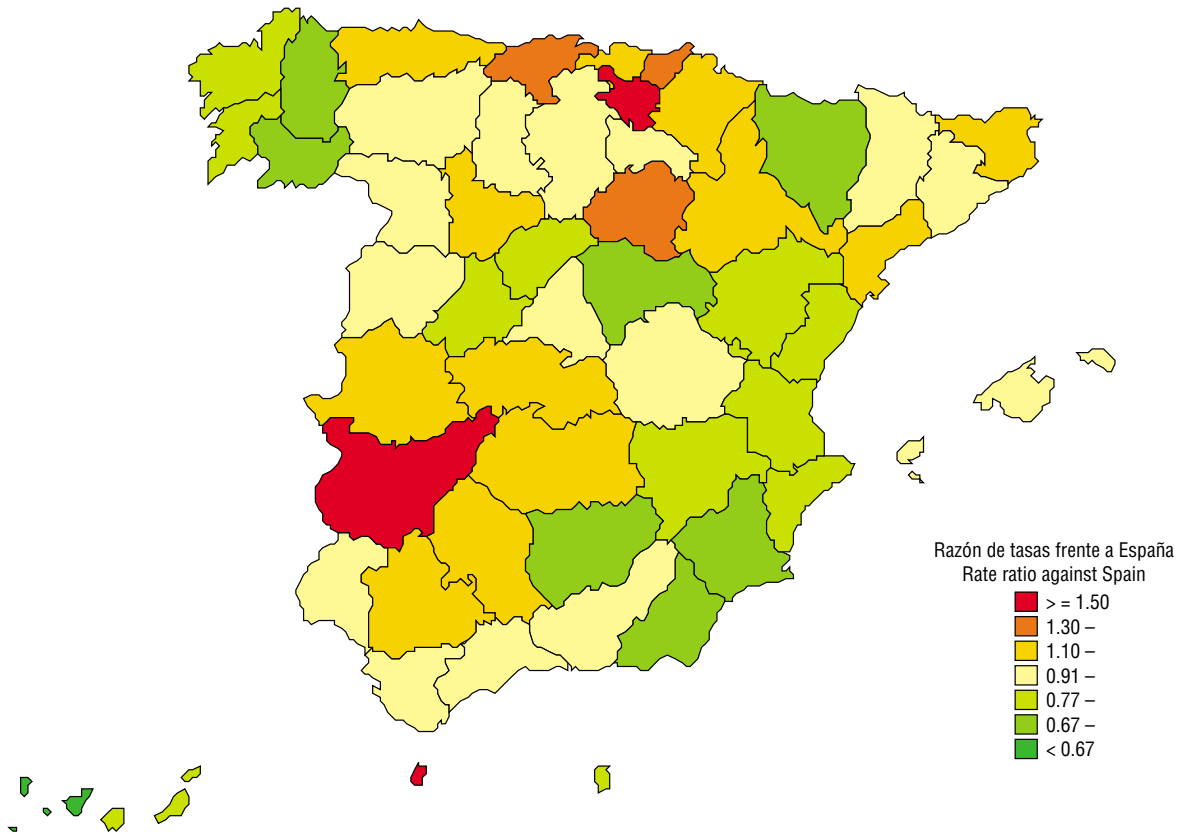 Razón de tasas frente a España
Rate ratio against Spain
> = 1.50
1.30 –
1.10 –
0.91 –
0.77 –
0.67 –
< 0.67